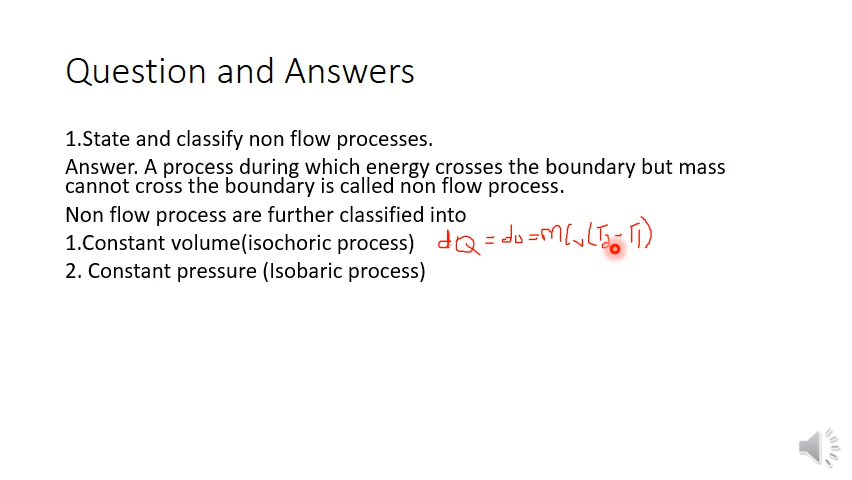 Question and Answers
1.State and classify non flow processes.
Answer. A process during which energy crosses the boundary but mass
cannot cross the boundary is called non flow process.
Non flow process are further classified into
1.Constant volume(isochoric process) dQ = dU = mCv(T2 - T1)
2. Constant pressure (Isobaric process)